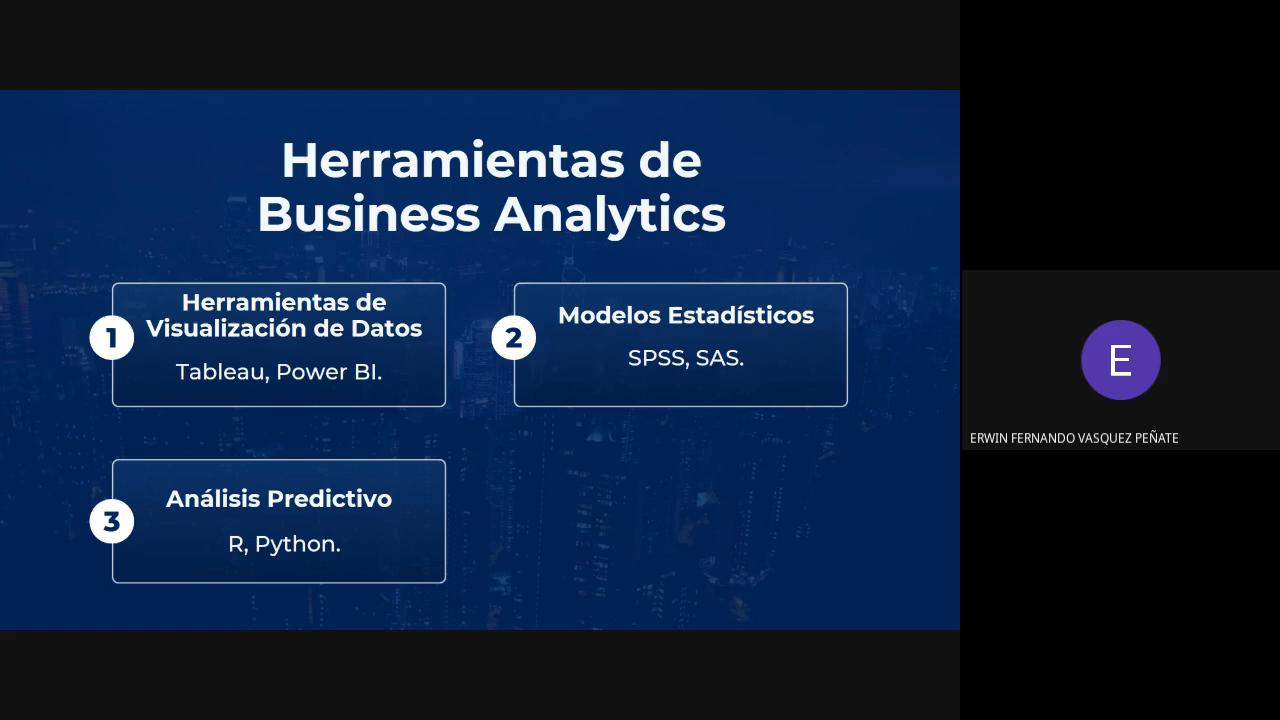 Herramientas de
Business Analytics
1
Herramientas de
Visualización de Datos
Tableau, Power BI.
2
Modelos Estadísticos
SPSS, SAS.
3
Análisis Predictivo
R, Python.
E
ERWIN FERNANDO VASQUEZ PEÑATE